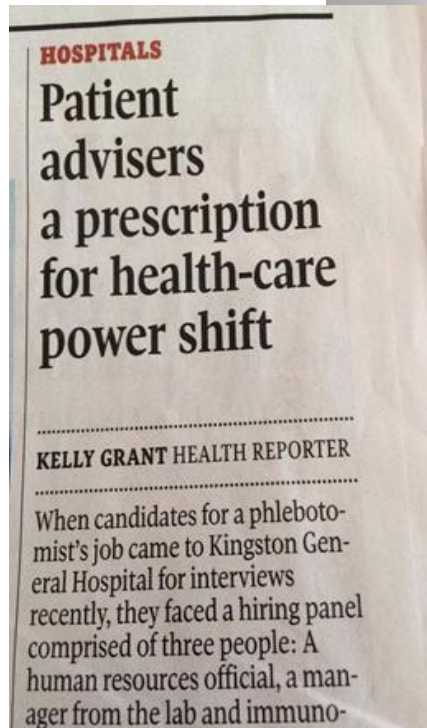 HOSPITALS
Patient
advisers
a prescription
for health-care
power shift
KELLY GRANT HEALTH REPORTER
When candidates for a phleboto-
mist's job came to Kingston Gen-
eral Hospital for interviews
recently, they faced a hiring panel
comprised of three people: A
human resources official, a man-
ager from the lab and immuno-